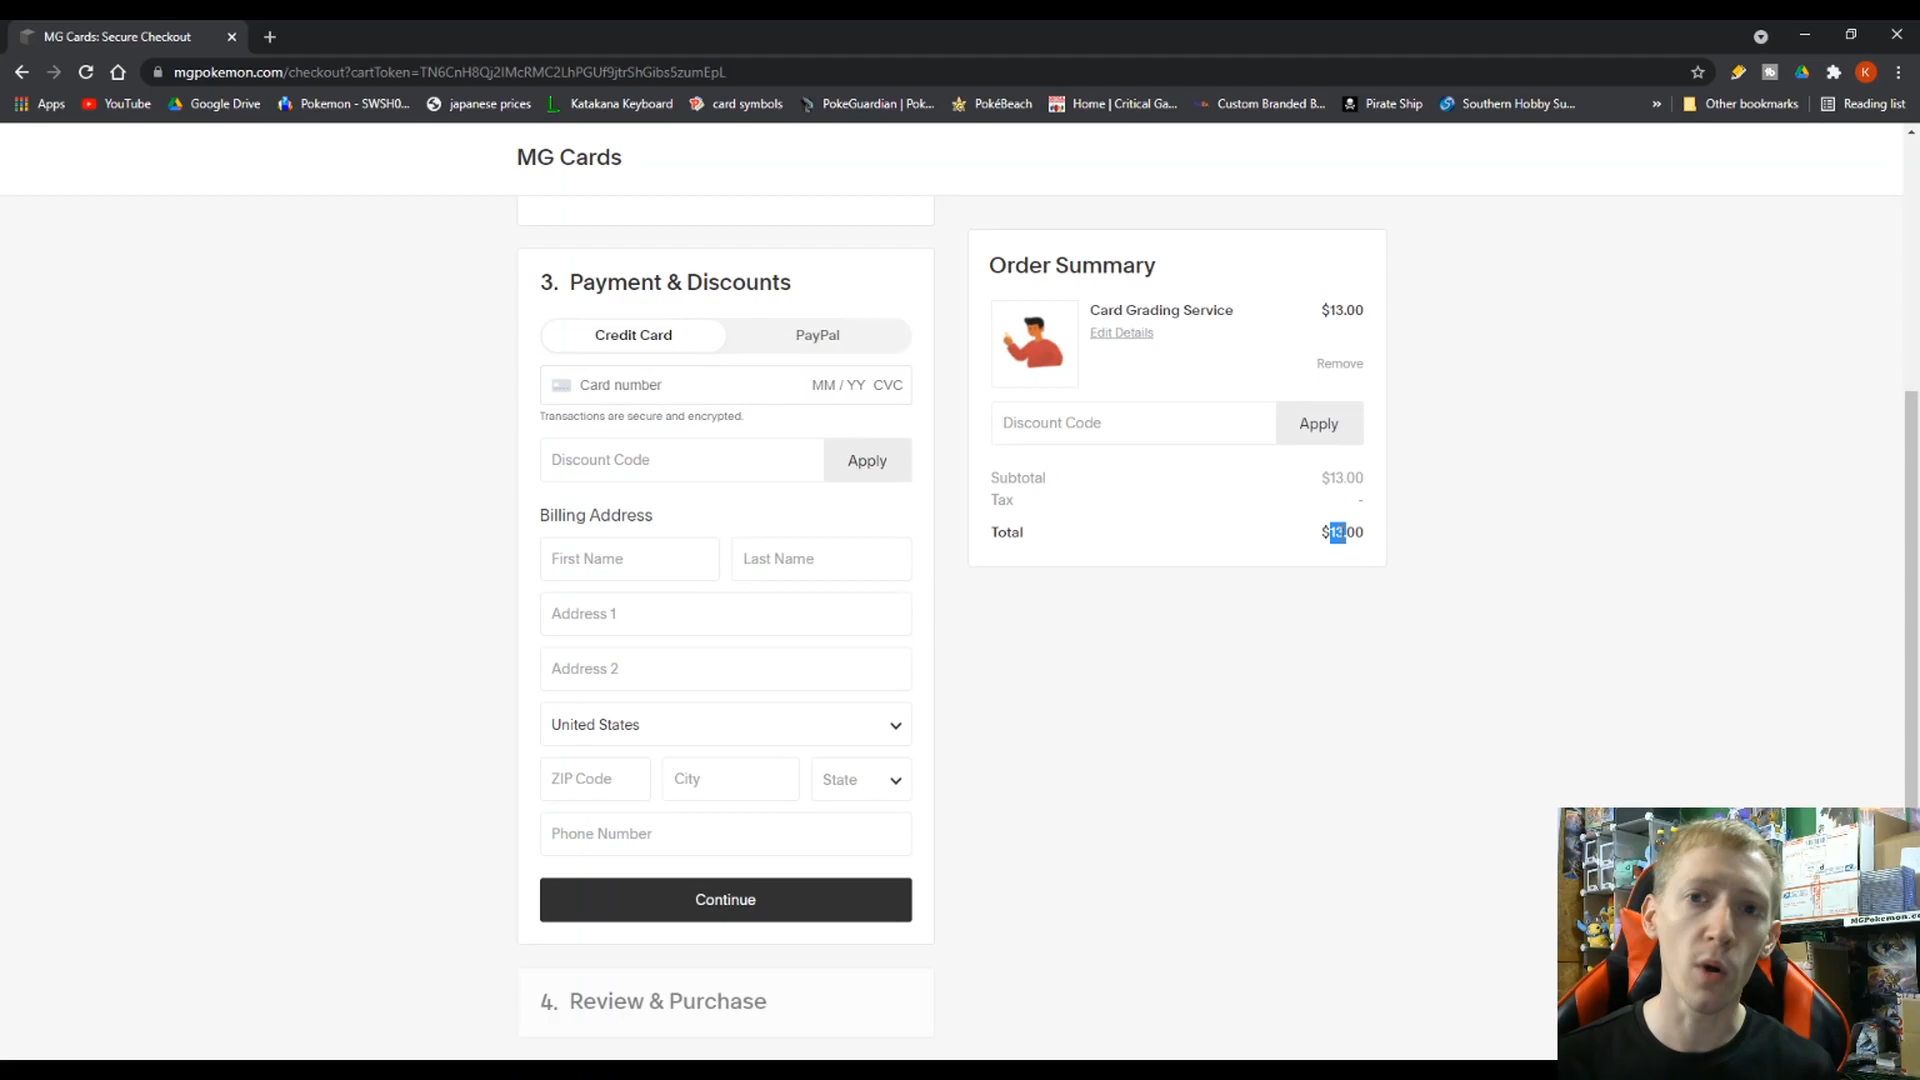 MG Cards: Secure Checkout
mgpokemon.com/checkout?cartToken=TN6CnH8Qj2IMcRMC2LhPGUf9jtrShGibs5zumEpL
K
Apps YouTube Google Drive Pokemon - SWSH0... japanese prices Katakana Keyboard card symbols PokeGuardian | Pok... PokéBeach Home | Critical Ga... Custom Branded B... Pirate Ship Southern Hobby Su... » Other bookmarks Reading list
MG Cards
3. Payment & Discounts
Credit Card PayPal
Card number MM / YY CVC
Transactions are secure and encrypted.
Discount Code Apply
Billing Address
First Name Last Name
Address 1
Address 2
United States
ZIP Code City State
Phone Number
Continue
4. Review & Purchase
Order Summary
Card Grading Service $13.00
Edit Details
Remove
Discount Code Apply
Subtotal $13.00
Tax -
Total $13.00
MGPokemon.co